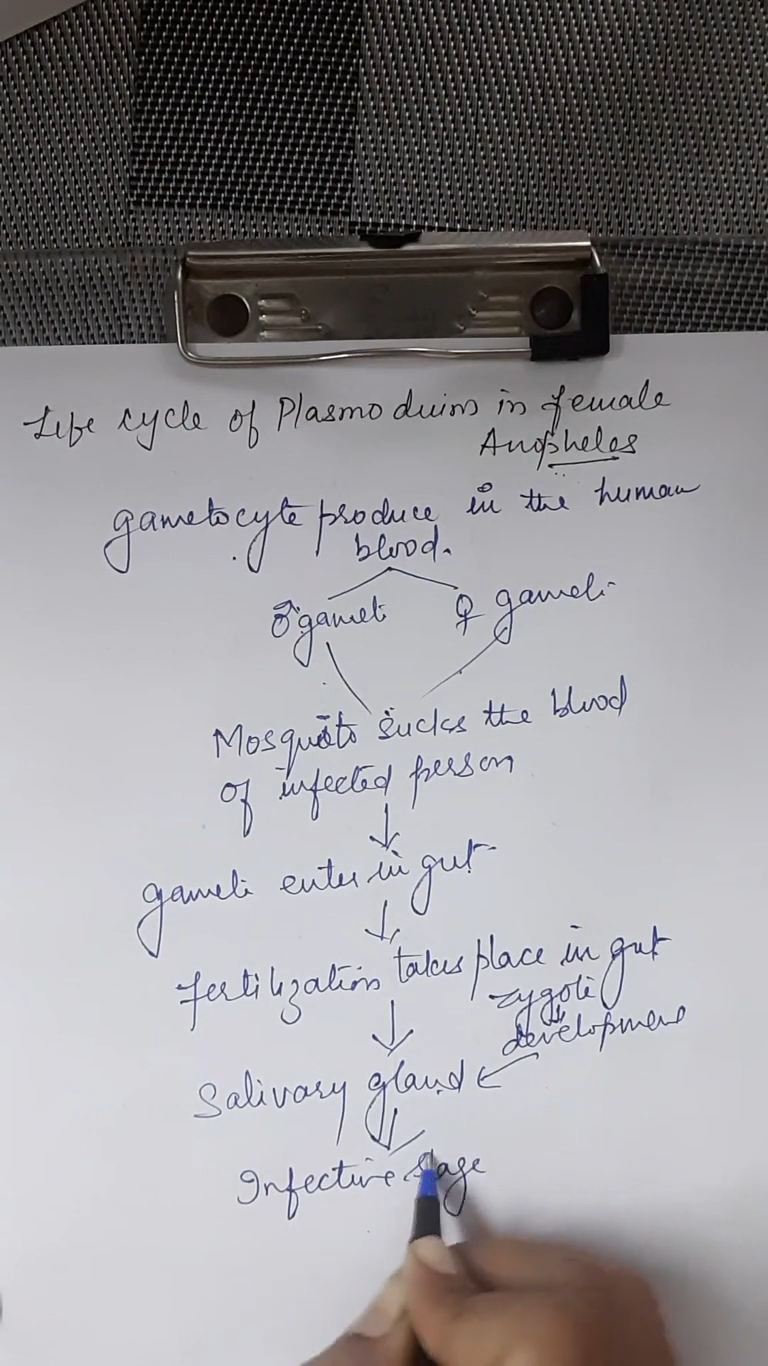 Life cycle of Plasmoduim in female
Anopheles
gametocyte produce in the human
blood.
♂ gamete ♀ gamete
Mosquito sucks the blood
of infected person
gamete enter in gut
fertilization takes place in gut
zygote
development
Salivary gland
Infective stage